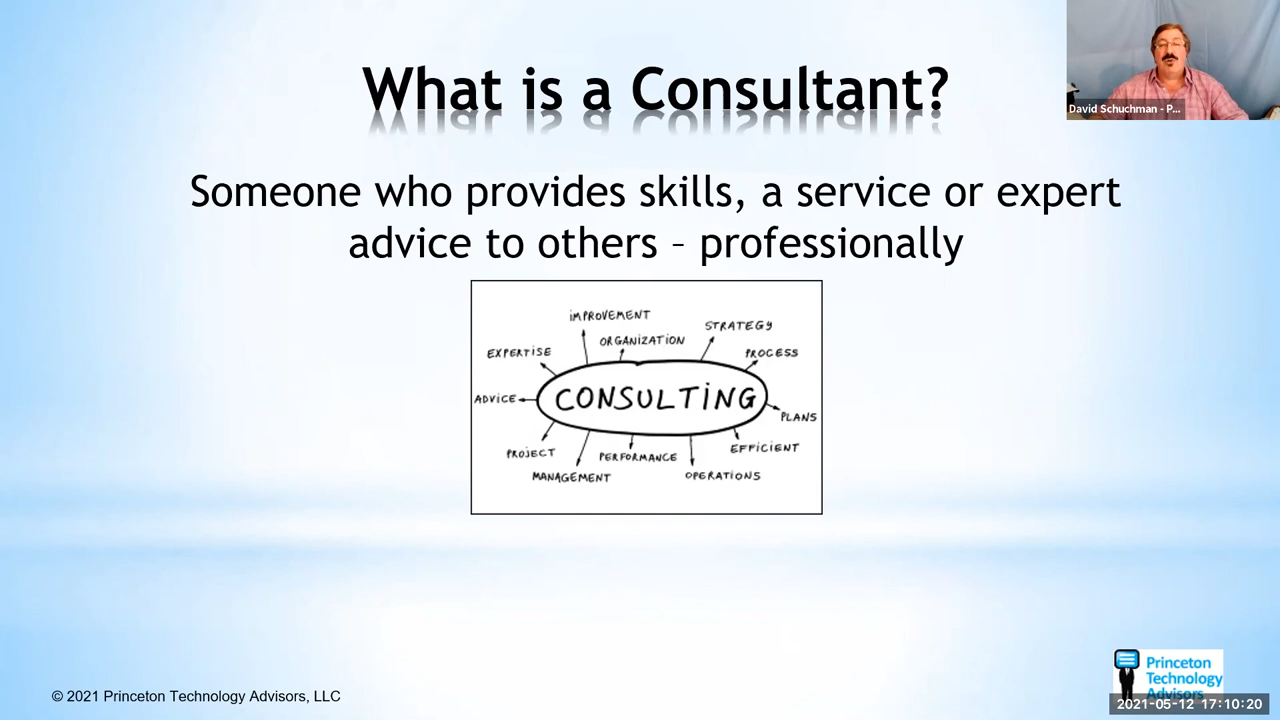 What is a Consultant?
David Schuchman - P...
Someone who provides skills, a service or expert
advice to others – professionally
IMPROVEMENT
STRATEGY
ORGANIZATION
EXPERTISE
PROCESS
CONSULTING
ADVICE
PLANS
PROJECT
PERFORMANCE
EFFICIENT
MANAGEMENT
OPERATIONS
© 2021 Princeton Technology Advisors, LLC
Princeton
Technology
Advisors
2021-05-12 17:10:20